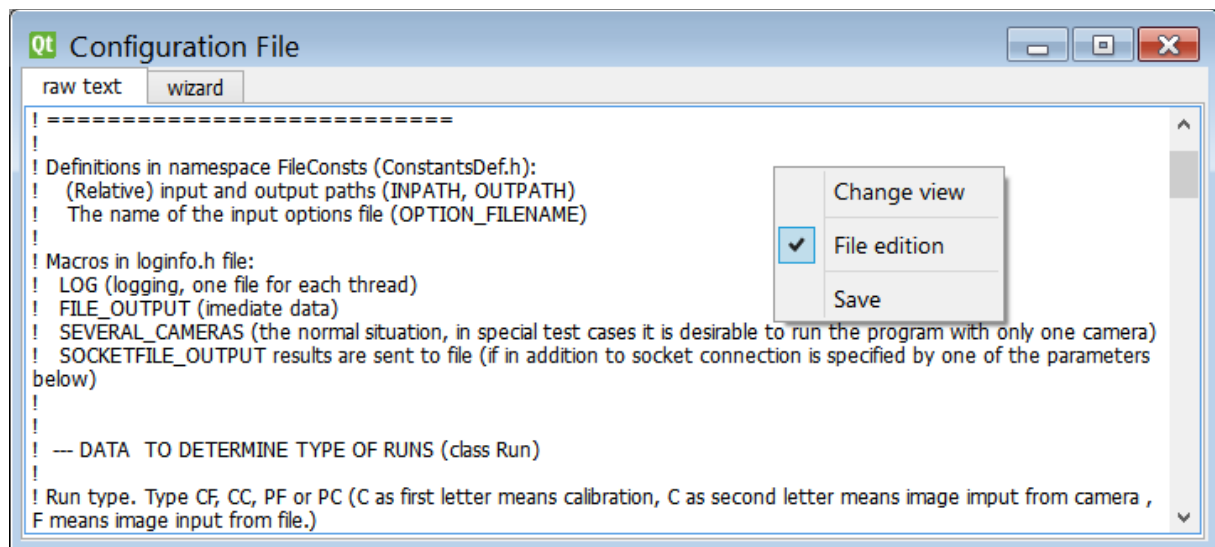 Qt Configuration File
raw text wizard
! ===========================
!
! Definitions in namespace FileConsts (ConstantsDef.h):
! (Relative) input and output paths (INPATH, OUTPATH)
! The name of the input options file (OPTION_FILENAME)
!
! Macros in loginfo.h file:
! LOG (logging, one file for each thread)
! FILE_OUTPUT (imediate data)
! SEVERAL_CAMERAS (the normal situation, in special test cases it is desirable to run the program with only one camera)
! SOCKETFILE_OUTPUT results are sent to file (if in addition to socket connection is specified by one of the parameters
below)
!
!
! --- DATA TO DETERMINE TYPE OF RUNS (class Run)
!
! Run type. Type CF, CC, PF or PC (C as first letter means calibration, C as second letter means image imput from camera ,
F means image input from file.)
Change view
File edition
Save